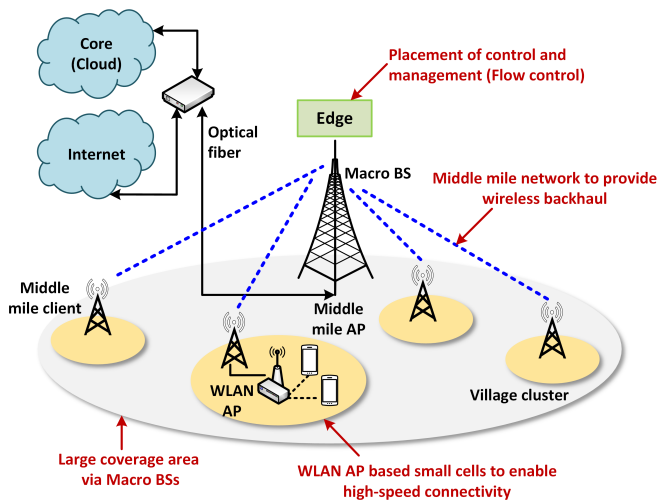 Core
(Cloud)
Internet
Optical
fiber
Edge
Placement of control and
management (Flow control)
Macro BS
Middle mile network to provide
wireless backhaul
Middle
mile client
Middle
mile AP
WLAN
AP
Village cluster
Large coverage area
via Macro BSs
WLAN AP based small cells to enable
high-speed connectivity